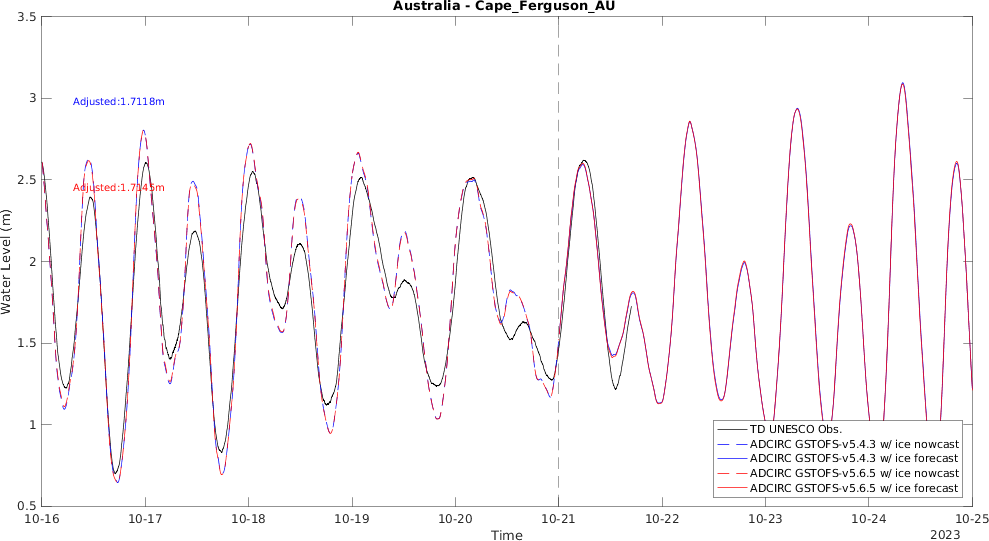 Australia - Cape_Ferguson_AU
3.5
3
2.5
2
1.5
1
0.5
Water Level (m)
Adjusted:1.7118m
Adjusted:1.7145m
10-16
10-17
10-18
10-19
10-20
10-21
10-22
10-23
10-24
10-25
Time
2023
TD UNESCO Obs.
ADCIRC GSTOFS-v5.4.3 w/ ice nowcast
ADCIRC GSTOFS-v5.4.3 w/ ice forecast
ADCIRC GSTOFS-v5.6.5 w/ ice nowcast
ADCIRC GSTOFS-v5.6.5 w/ ice forecast